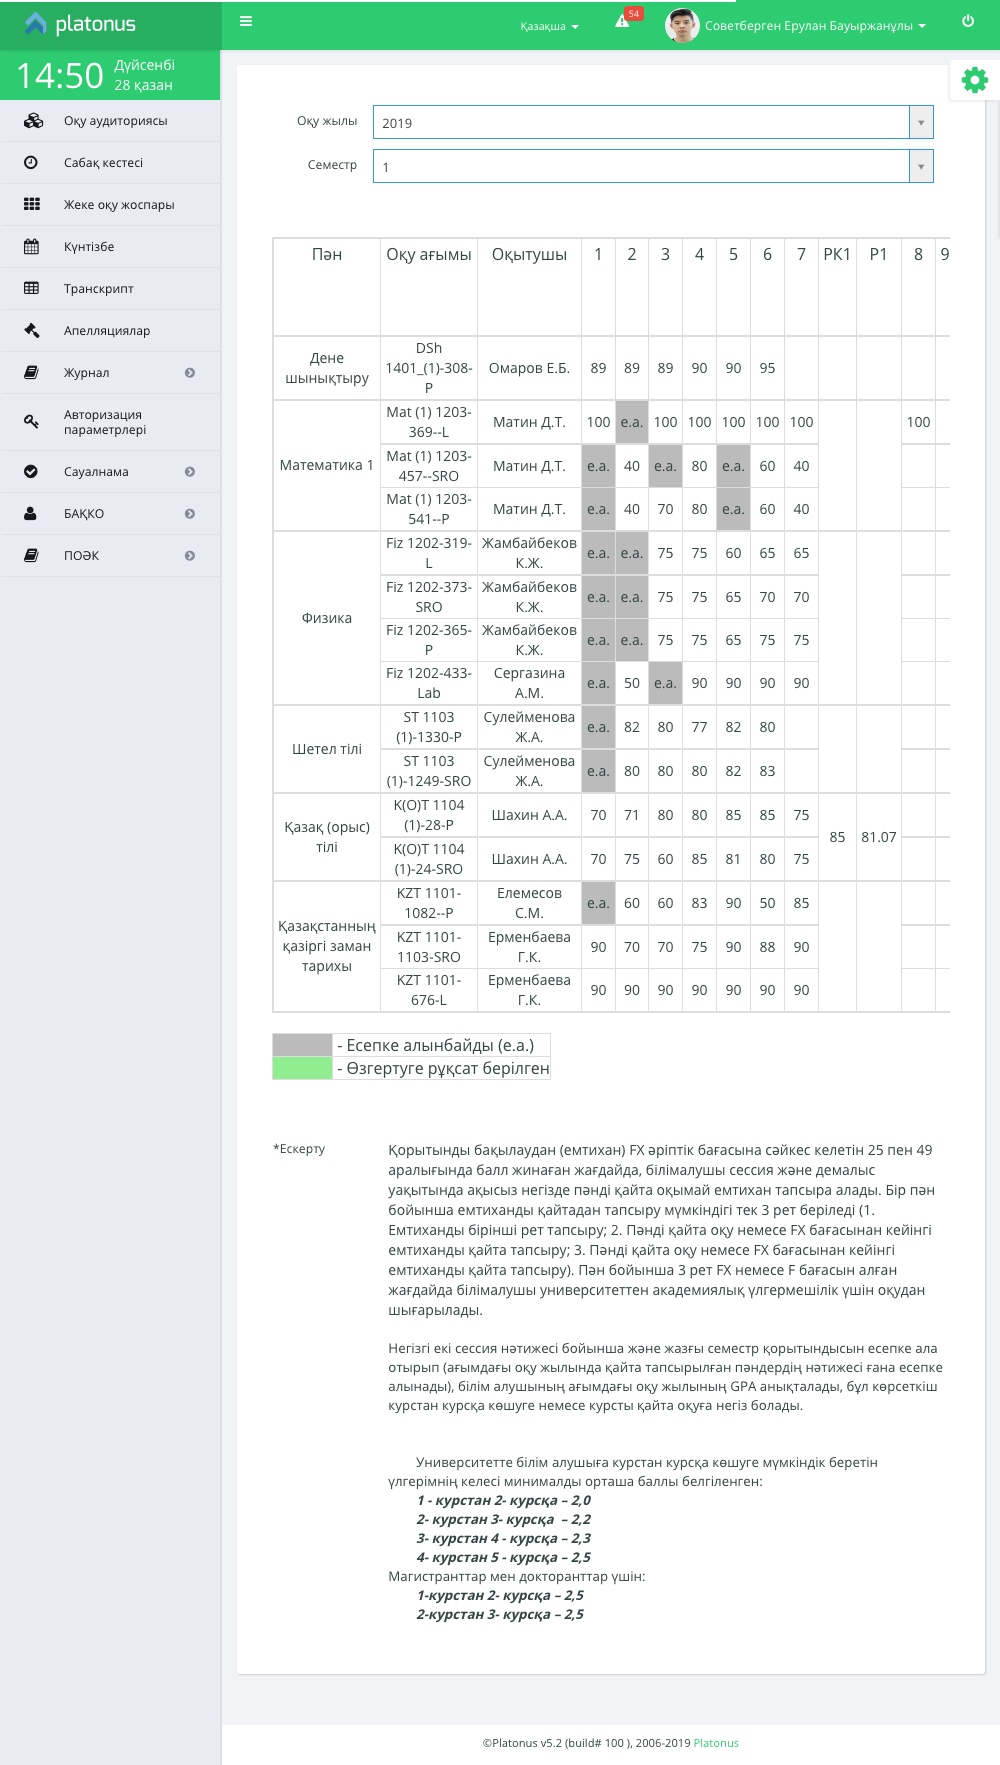 platonus
Қазақша
54
Советберген Ерулан Бауыржанұлы
14:50
Дүйсенбі
28 қазан
Оқу аудиториясы
Сабақ кестесі
Жеке оқу жоспары
Күнтізбе
Транскрипт
Апелляциялар
Журнал
Авторизация
параметрлері
Сауалнама
БАҚКО
ПОӘК
Оқу жылы 2019
Семестр 1
Пән Оқу ағымы Оқытушы 1 2 3 4 5 6 7 РК1 Р1 8 9
Дене
шынықтыру
DSh
1401_(1)-308-
P
Омаров Е.Б. 89 89 89 90 90 95
Математика 1
Mat (1) 1203-
369--L
Матин Д.Т. 100 е.а. 100 100 100 100 100 100
Mat (1) 1203-
457--SRO
Матин Д.Т. е.а. 40 е.а. 80 е.а. 60 40
Mat (1) 1203-
541--P
Матин Д.Т. е.а. 40 70 80 е.а. 60 40
Физика
Fiz 1202-319-
L
Жамбайбеков
К.Ж.
е.а. е.а. 75 75 60 65 65
Fiz 1202-373-
SRO
Жамбайбеков
К.Ж.
е.а. е.а. 75 75 65 70 70
Fiz 1202-365-
P
Жамбайбеков
К.Ж.
е.а. е.а. 75 75 65 75 75
Fiz 1202-433-
Lab
Сергазина
А.М.
е.а. 50 е.а. 90 90 90 90
Шетел тілі
ST 1103
(1)-1330-P
Сулейменова
Ж.А.
е.а. 82 80 77 82 80
ST 1103
(1)-1249-SRO
Сулейменова
Ж.А.
е.а. 80 80 80 82 83
Қазақ (орыс)
тілі
K(O)T 1104
(1)-28-P
Шахин А.А. 70 71 80 80 85 85 75
85 81.07
K(O)T 1104
(1)-24-SRO
Шахин А.А. 70 75 60 85 81 80 75
Қазақстанның
қазіргі заман
тарихы
KZT 1101-
1082--P
Елемесов
С.М.
е.а. 60 60 83 90 50 85
KZT 1101-
1103-SRO
Ерменбаева
Г.К.
90 70 70 75 90 88 90
KZT 1101-
676-L
Ерменбаева
Г.К.
90 90 90 90 90 90 90
- Есепке алынбайды (е.а.)
- Өзгертуге рұқсат берілген
*Ескерту
Қорытынды бақылаудан (емтихан) FX әріптік бағасына сәйкес келетін 25 пен 49
аралығында балл жинаған жағдайда, білімалушы сессия және демалыс
уақытында ақысыз негізде пәнді қайта оқымай емтихан тапсыра алады. Бір пән
бойынша емтиханды қайтадан тапсыру мүмкіндігі тек 3 рет беріледі (1.
Емтиханды бірінші рет тапсыру; 2. Пәнді қайта оқу немесе FX бағасынан кейінгі
емтиханды қайта тапсыру; 3. Пәнді қайта оқу немесе FX бағасынан кейінгі
емтиханды қайта тапсыру). Пән бойынша 3 рет FX немесе F бағасын алған
жағдайда білімалушы университеттен академиялық үлгермешілік үшін оқудан
шығарылады.
Негізгі екі сессия нәтижесі бойынша және жазғы семестр қорытындысын есепке ала
отырып (ағымдағы оқу жылында қайта тапсырылған пәндердің нәтижесі ғана есепке
алынады), білім алушының ағымдағы оқу жылының GPA анықталады, бұл көрсеткіш
курстан курсқа көшуге немесе курсты қайта оқуға негіз болады.
Университетте білім алушыға курстан курсқа көшуге мүмкіндік беретін
үлгерімнің келесі минималды орташа баллы белгіленген:
1 - курстан 2- курсқа – 2,0
2- курстан 3- курсқа – 2,2
3- курстан 4 - курсқа – 2,3
4- курстан 5 - курсқа – 2,5
Магистранттар мен докторанттар үшін:
1-курстан 2- курсқа – 2,5
2-курстан 3- курсқа – 2,5
©Platonus v5.2 (build# 100 ), 2006-2019 Platonus